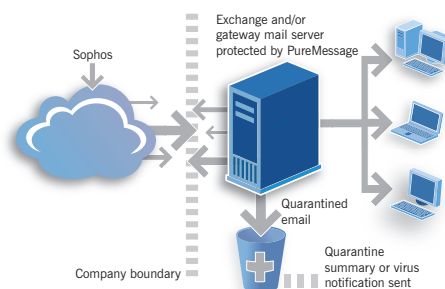 Exchange and/or
gateway mail server
protected by PureMessage
Sophos
Quarantined
email
Quarantine
summary or virus
notification sent
Company boundary